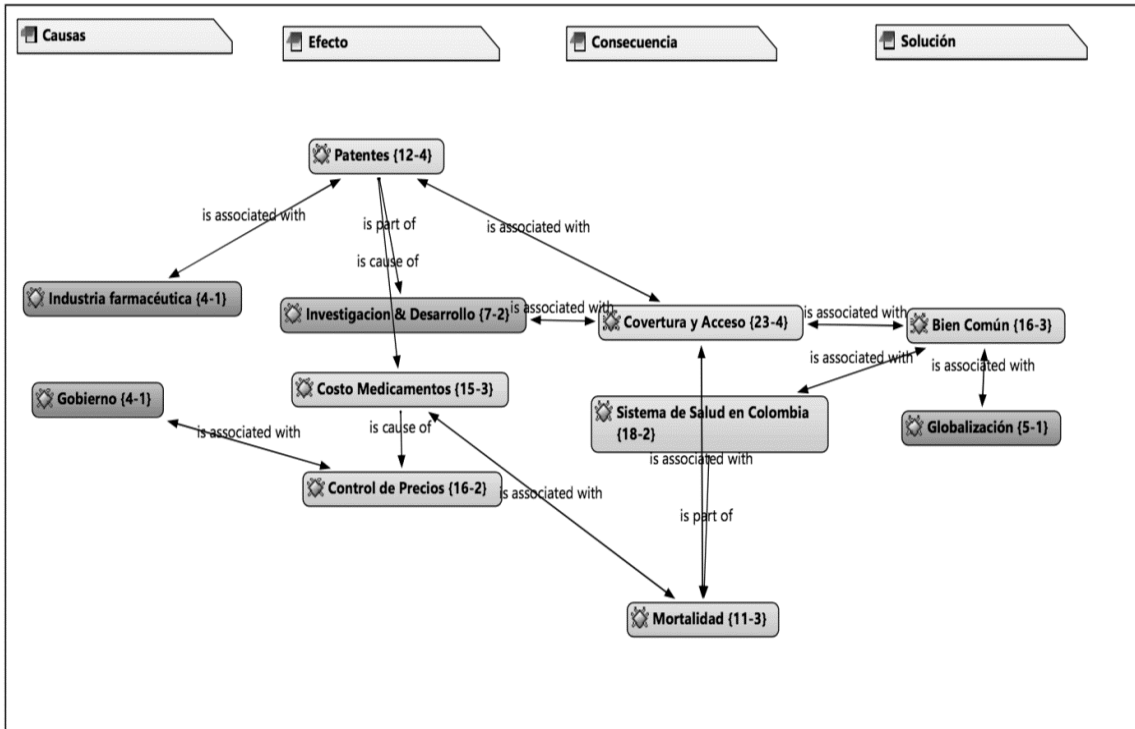 Causas
Efecto
Consecuencia
Solución
Patentes {12-4}
is associated with
is part of
is associated with
is cause of
Industria farmacéutica {4-1}
Investigacion & Desarrollo {7-2}
is associated with
Covertura y Acceso {23-4}
is associated with
Bien Común {16-3}
is associated with
is associated with
Gobierno {4-1}
Costo Medicamentos {15-3}
Sistema de Salud en Colombia
{18-2}
Globalización {5-1}
is associated with
is cause of
is associated with
Control de Precios {16-2}
is associated with
is part of
Mortalidad {11-3}